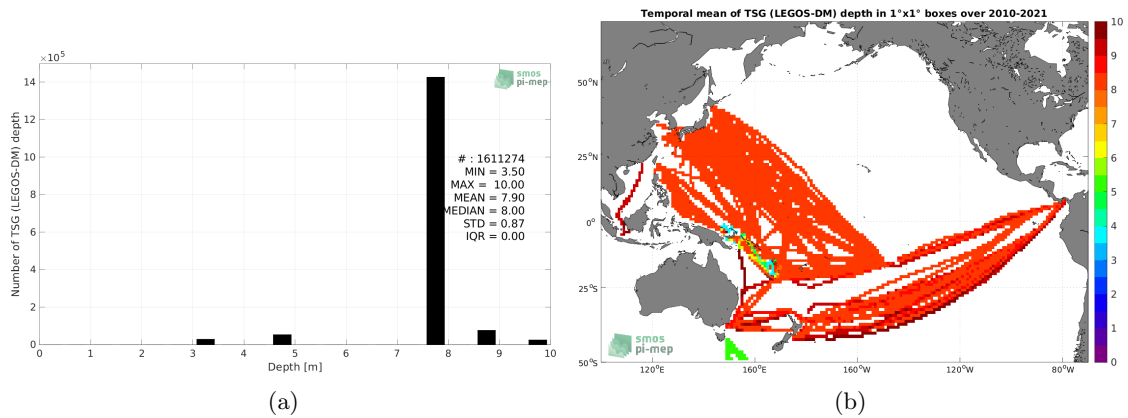 ×10⁵
14
12
10
8
6
4
2
0
Number of TSG (LEGOS-DM) depth
smos
pi-mep
# : 1611274
MIN = 3.50
MAX = 10.00
MEAN = 7.90
MEDIAN = 8.00
STD = 0.87
IQR = 0.00
0 1 2 3 4 5 6 7 8 9 10
Depth [m]
(a)
Temporal mean of TSG (LEGOS-DM) depth in 1°x1° boxes over 2010-2021
50°N
25°N
0°
25°S
50°S
120°E 160°E 160°W 120°W 80°W
smos
pi-mep
10
9
8
7
6
5
4
3
2
1
0
(b)